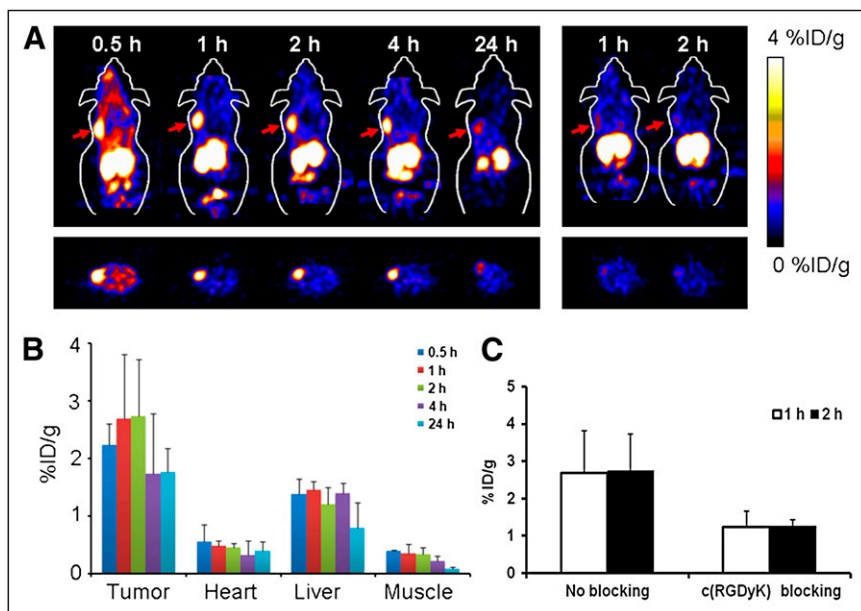 A
0.5 h 1 h 2 h 4 h 24 h 1 h 2 h
4 %ID/g
0 %ID/g
B
4
3
2
1
0
%ID/g
0.5 h
1 h
2 h
4 h
24 h
Tumor Heart Liver Muscle
C
5
4
3
2
1
0
%ID/g
1 h 2 h
No blocking c(RGDyK) blocking